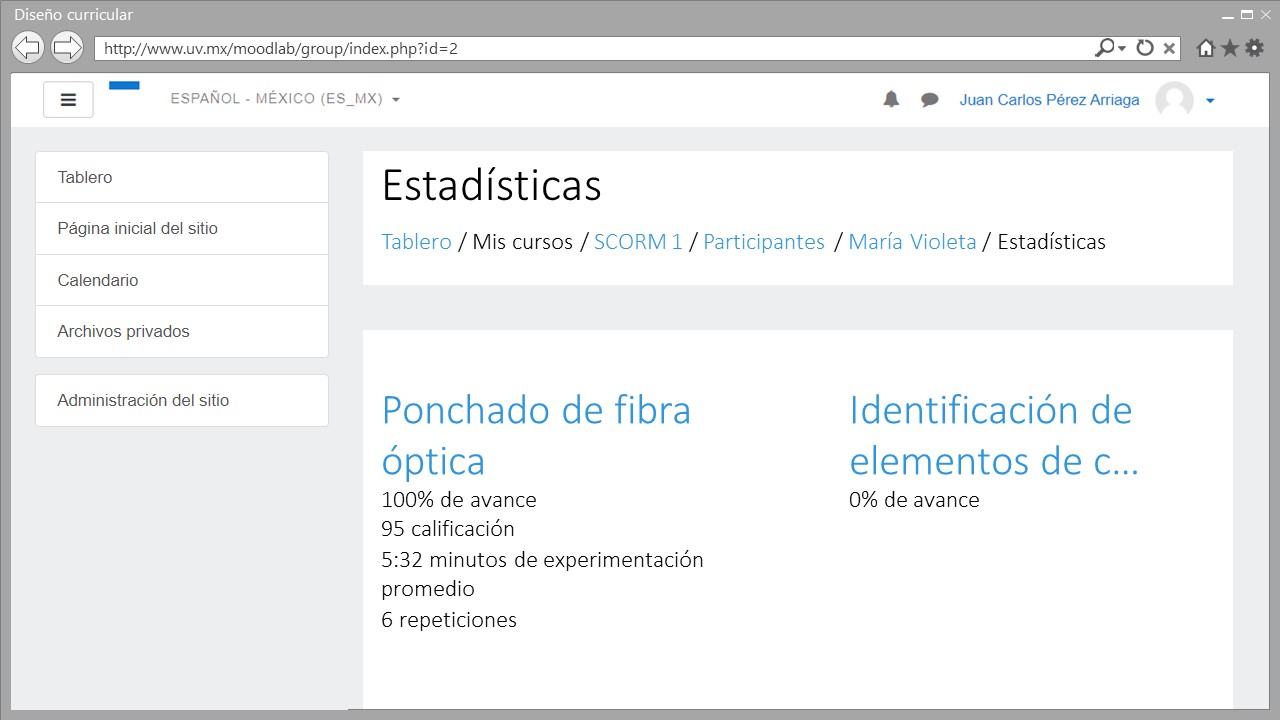 Diseño curricular
http://www.uv.mx/moodlab/group/index.php?id=2
ESPAÑOL - MÉXICO (ES_MX)
Juan Carlos Pérez Arriaga
Tablero
Página inicial del sitio
Calendario
Archivos privados
Administración del sitio
Estadísticas
Tablero / Mis cursos / SCORM 1 / Participantes / María Violeta / Estadísticas
Ponchado de fibra
óptica
100% de avance
95 calificación
5:32 minutos de experimentación
promedio
6 repeticiones
Identificación de
elementos de c...
0% de avance